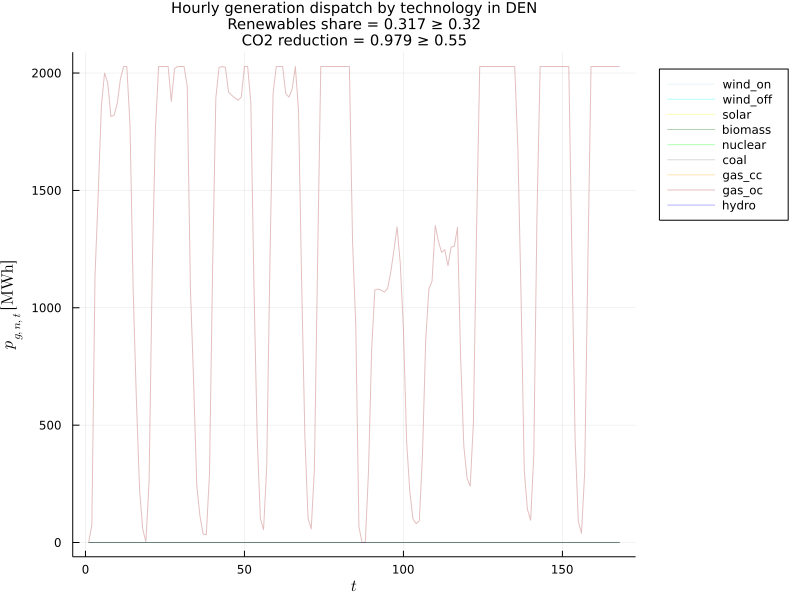 Hourly generation dispatch by technology in DEN
Renewables share = 0.317 ≥ 0.32
CO2 reduction = 0.979 ≥ 0.55
2000
1500
1000
500
0
p_{g,n,t} [MWh]
0 50 100 150
t
wind_on
wind_off
solar
biomass
nuclear
coal
gas_cc
gas_oc
hydro